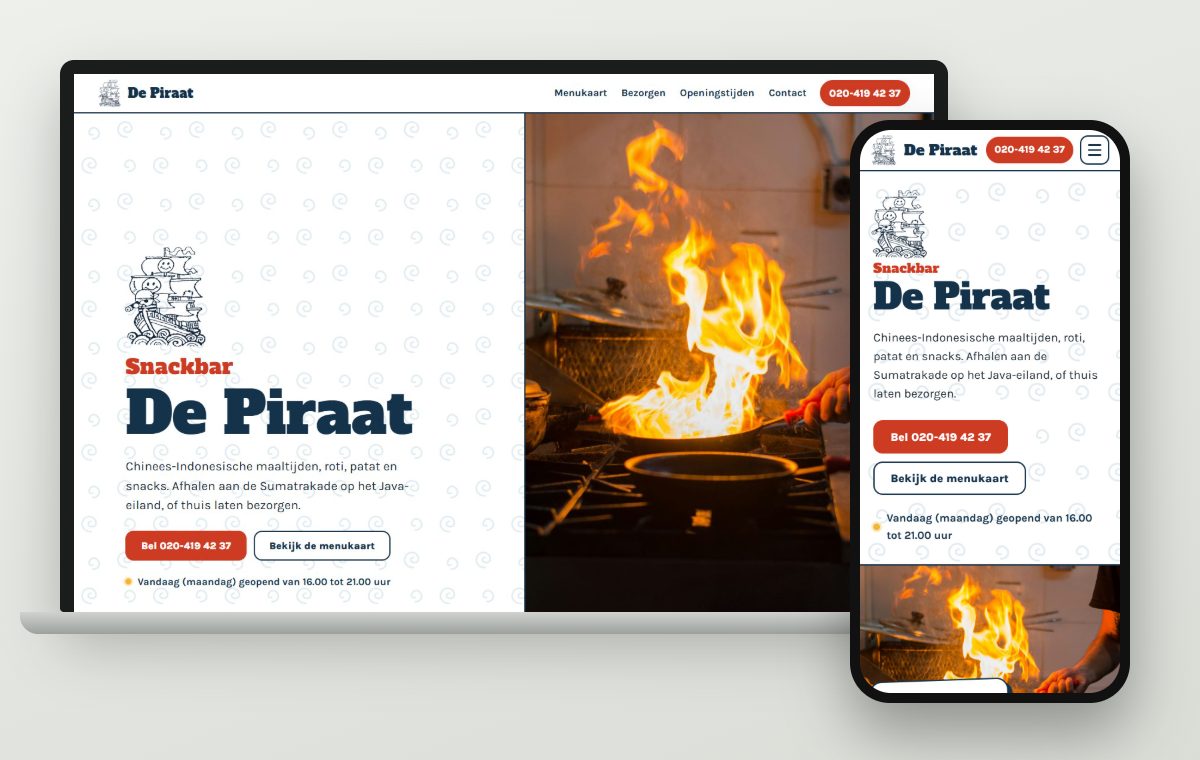 De Piraat
Menukaart Bezorgen Openingstijden Contact 020-419 42 37
Snackbar
De Piraat
Chinees-Indonesische maaltijden, roti, patat en
snacks. Afhalen aan de Sumatrakade op het Java-
eiland, of thuis laten bezorgen.
Bel 020-419 42 37 Bekijk de menukaart
Vandaag (maandag) geopend van 16.00 tot 21.00 uur
De Piraat 020-419 42 37
Snackbar
De Piraat
Chinees-Indonesische maaltijden, roti,
patat en snacks. Afhalen aan de
Sumatrakade op het Java-eiland, of thuis
laten bezorgen.
Bel 020-419 42 37
Bekijk de menukaart
Vandaag (maandag) geopend van 16.00
tot 21.00 uur